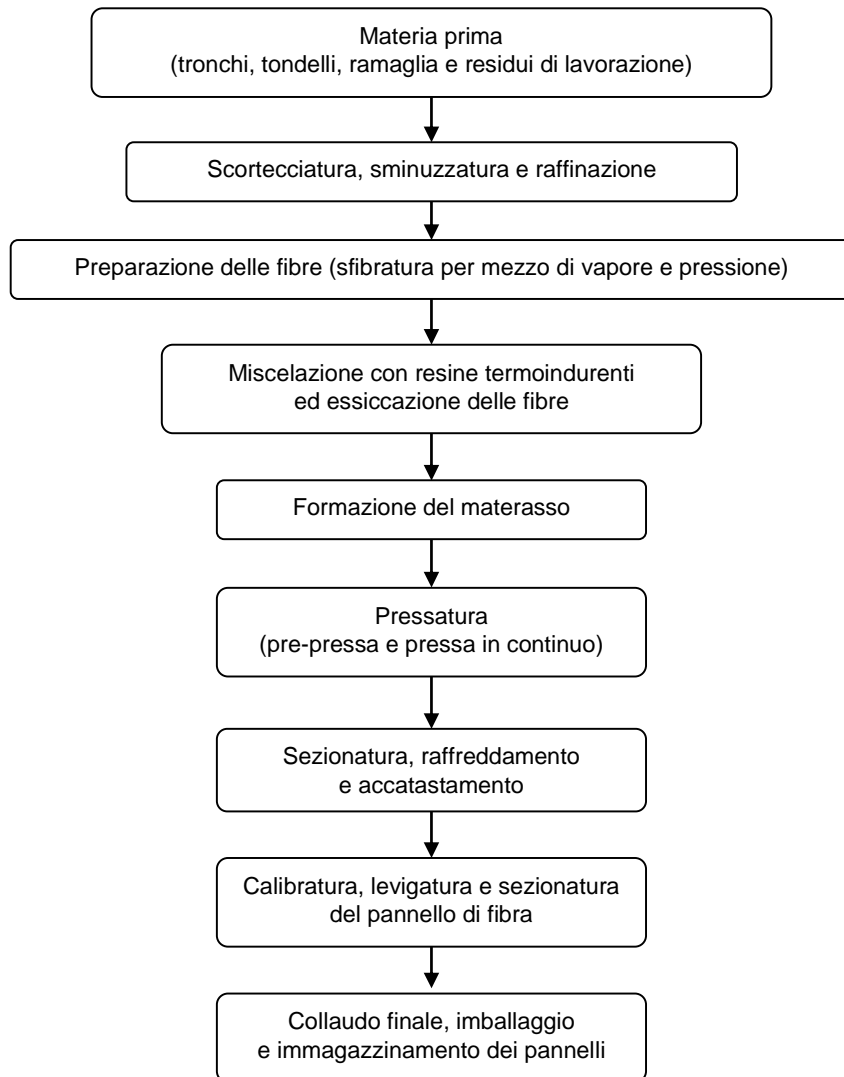 Materia prima
(tronchi, tondelli, ramaglia e residui di lavorazione)
Scortecciatura, sminuzzatura e raffinazione
Preparazione delle fibre (sfibratura per mezzo di vapore e pressione)
Miscelazione con resine termoindurenti
ed essiccazione delle fibre
Formazione del materasso
Pressatura
(pre-pressa e pressa in continuo)
Sezionatura, raffreddamento
e accatastamento
Calibratura, levigatura e sezionatura
del pannello di fibra
Collaudo finale, imballaggio
e immagazzinamento dei pannelli